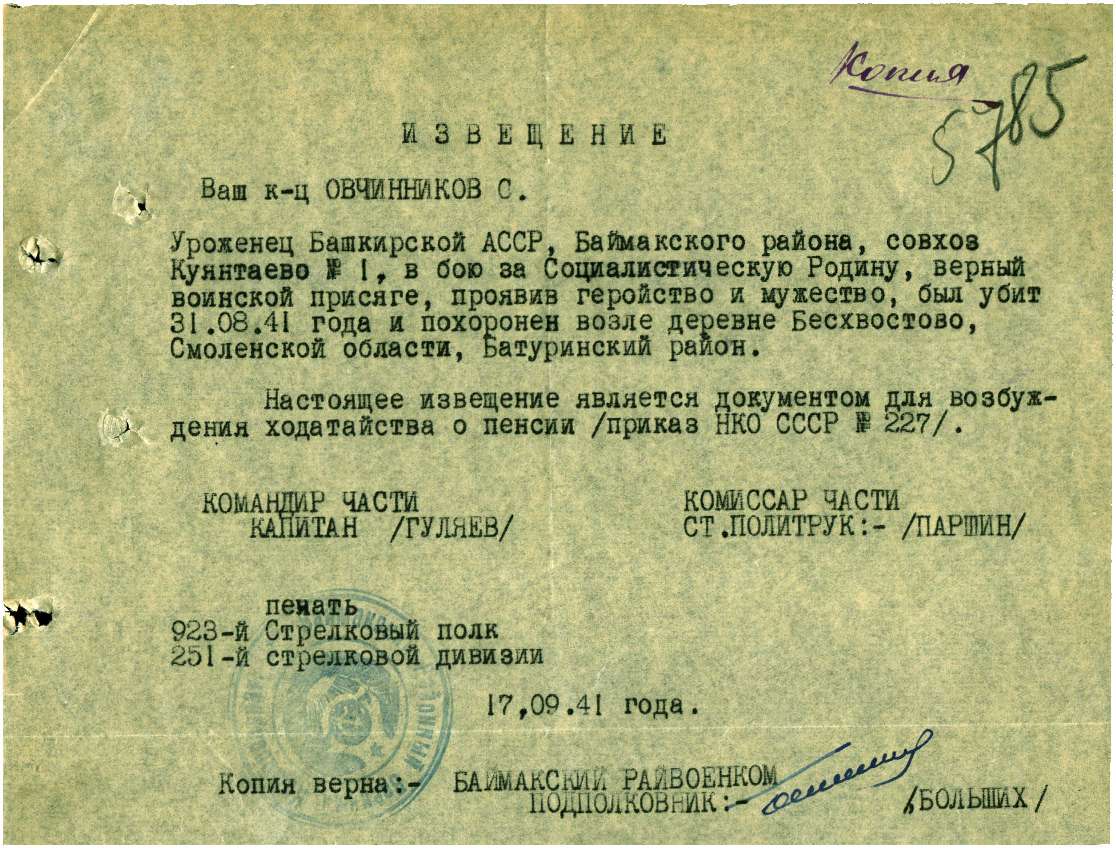 Копия
5785
ИЗВЕЩЕНИЕ
Ваш к-ц ОВЧИННИКОВ С.
Уроженец Башкирской АССР, Баймакского района, совхоз
Куянтаево № 1, в бою за Социалистическую Родину, верный
воинской присяге, проявив геройство и мужество, был убит
31.08.41 года и похоронен возле деревне Бесхвостово,
Смоленской области, Батуринский район.
Настоящее извещение является документом для возбуж-
дения ходатайства о пенсии /приказ НКО СССР № 227/.
КОМАНДИР ЧАСТИ КОМИССАР ЧАСТИ
КАПИТАН /ГУЛЯЕВ/ СТ.ПОЛИТРУК:- /ПАРШИН/
печать
923-й Стрелковый полк
251-й стрелковой дивизии
17,09.41 года.
Копия верна:- БАЙМАКСКИЙ РАЙВОЕНКОМ
ПОДПОЛКОВНИК:- /БОЛЬШИХ/